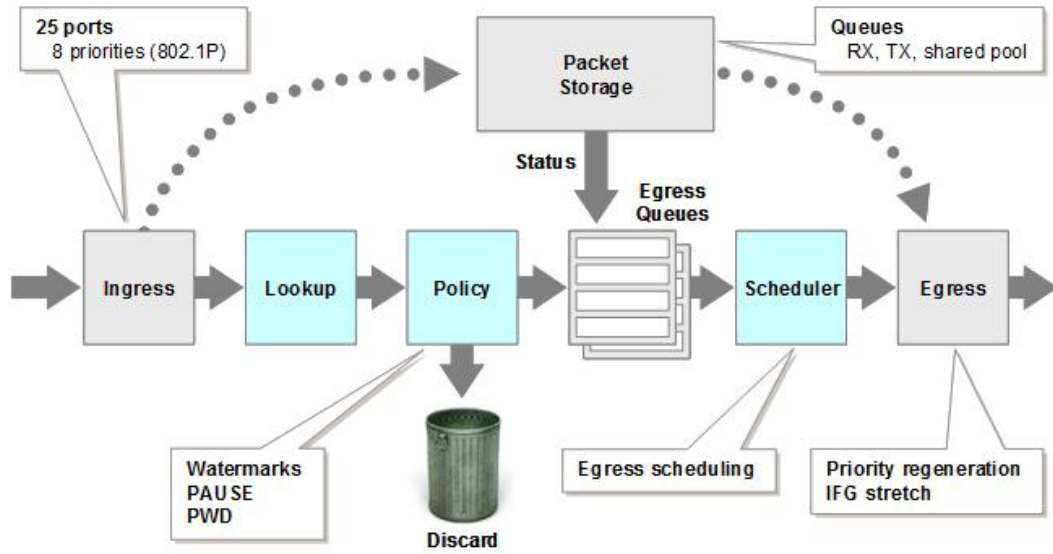 25 ports
8 priorities (802.1P)
Packet
Storage
Queues
RX, TX, shared pool
Status
Egress
Queues
Ingress
Lookup
Policy
Scheduler
Egress
Watermarks
PAUSE
PWD
Discard
Egress scheduling
Priority regeneration
IFG stretch